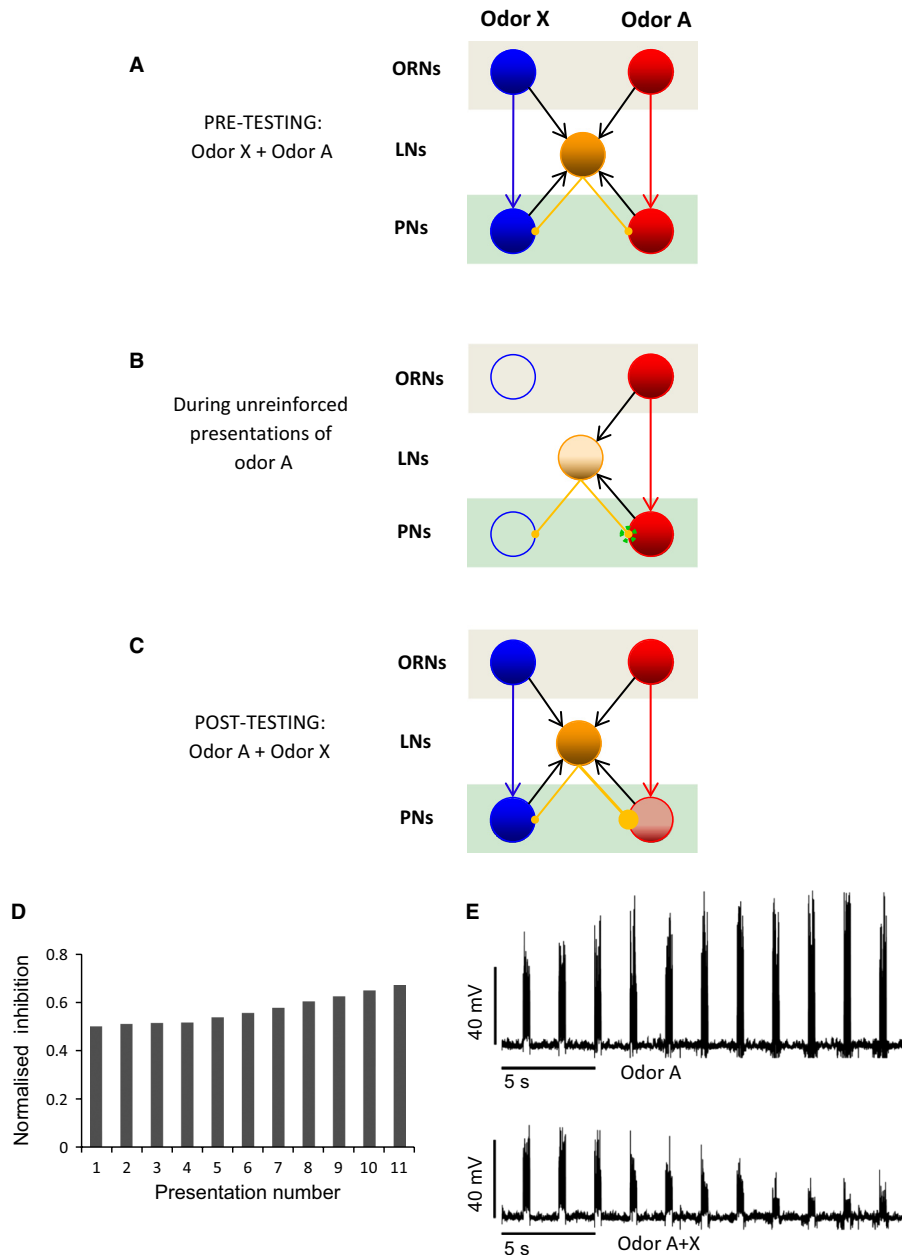 Odor X Odor A
A
ORNs
PRE-TESTING:
Odor X + Odor A
LNs
PNs
B
ORNs
During unreinforced
presentations of
odor A
LNs
PNs
C
ORNs
POST-TESTING:
Odor A + Odor X
LNs
PNs
D
Normalised inhibition
0.8
0.6
0.4
0.2
0
1 2 3 4 5 6 7 8 9 10 11
Presentation number
E
40 mV
5 s
Odor A
40 mV
5 s
Odor A+X